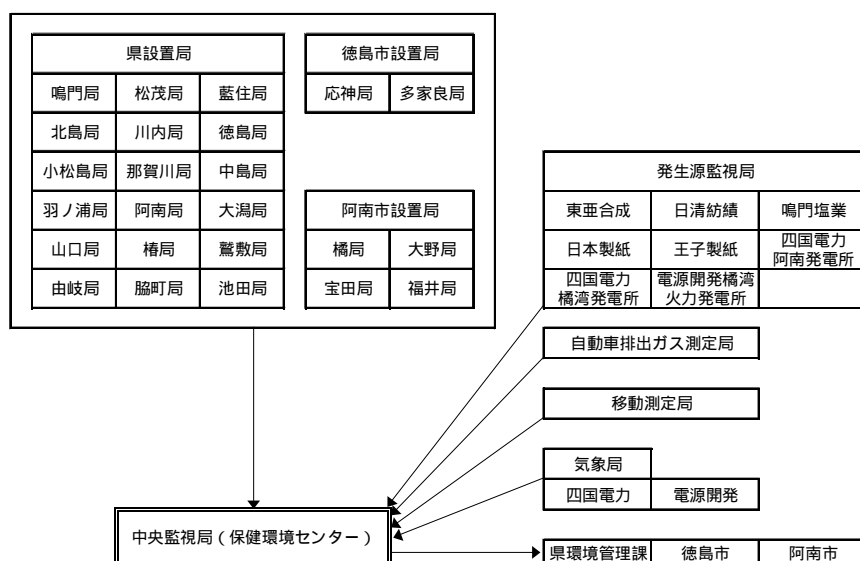 県設置局
鳴門局 松茂局 藍住局
北島局 川内局 徳島局
小松島局 那賀川局 中島局
羽ノ浦局 阿南局 大潟局
山口局 椿局 鷲敷局
由岐局 脇町局 池田局
徳島市設置局
応神局 多家良局
阿南市設置局
橘局 大野局
宝田局 福井局
発生源監視局
東亜合成 日清紡績 鳴門塩業
日本製紙 王子製紙 四国電力
阿南発電所
四国電力
橘湾発電所
電源開発橘湾
火力発電所
自動車排出ガス測定局
移動測定局
気象局
四国電力 電源開発
中央監視局(保健環境センター)
県環境管理課 徳島市 阿南市